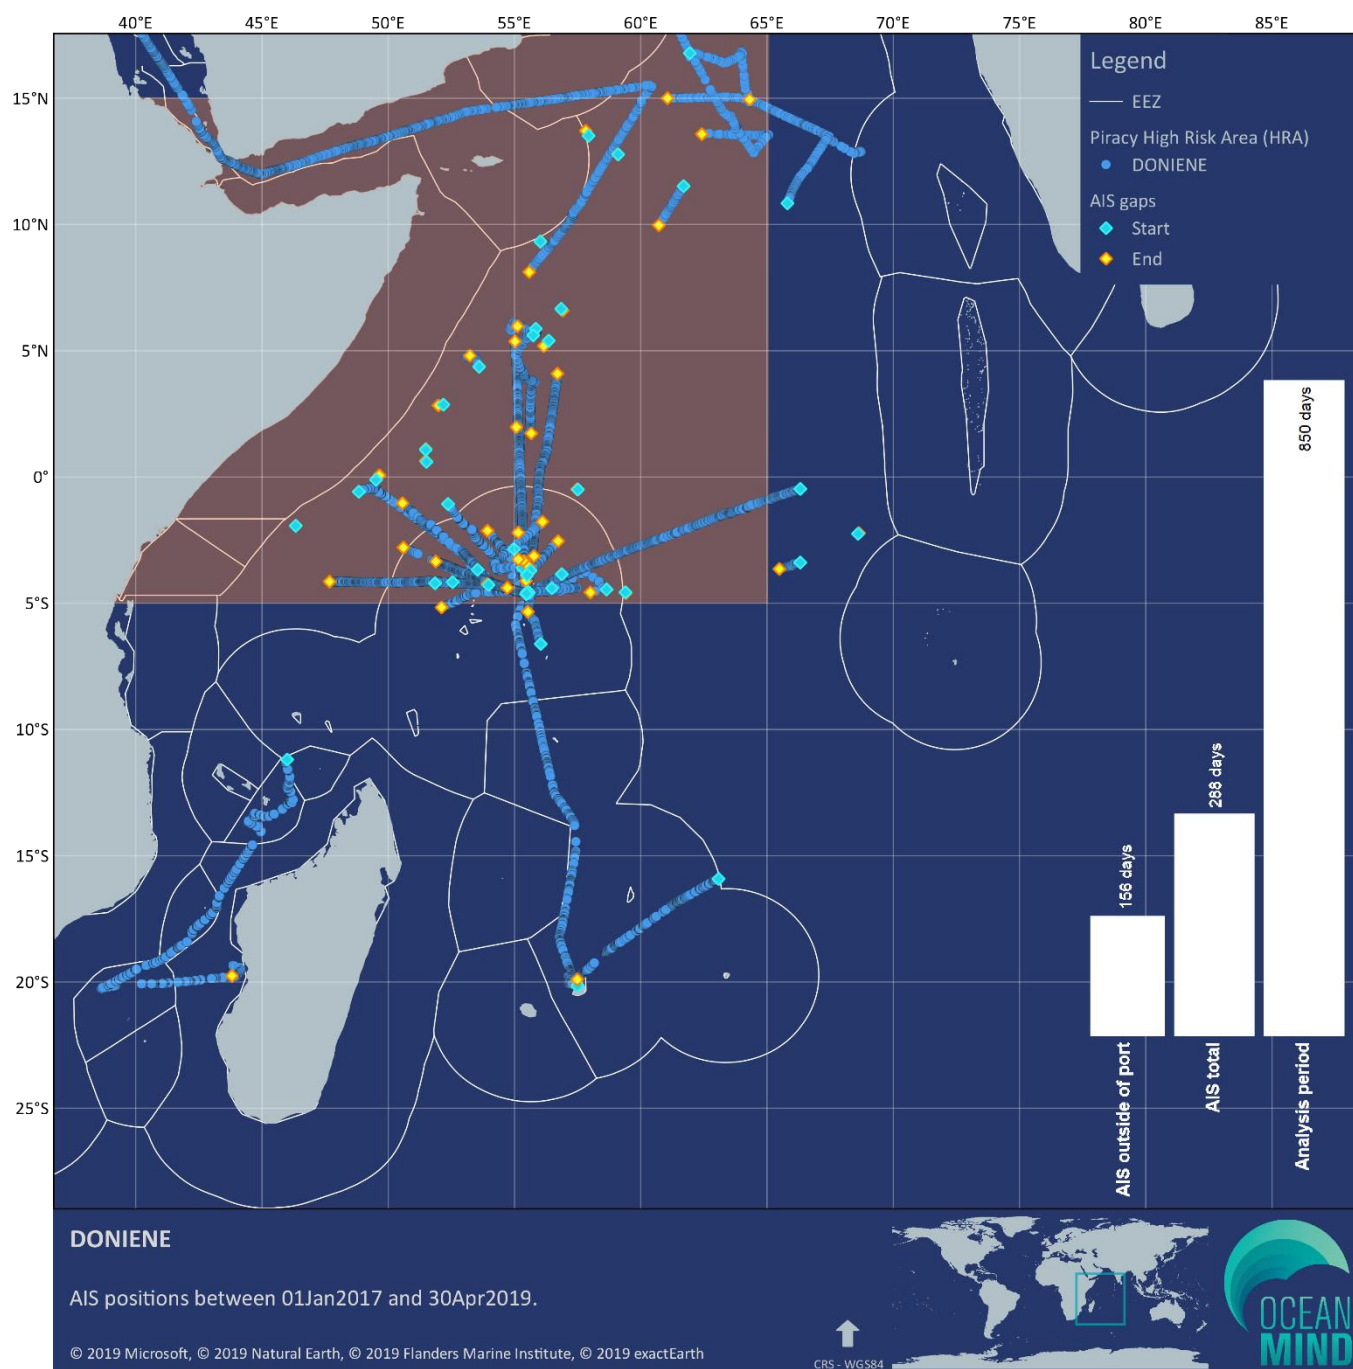 40°E 45°E 50°E 55°E 60°E 65°E 70°E 75°E 80°E 85°E
Legend
EEZ
Piracy High Risk Area (HRA)
DONIENE
AIS gaps
Start
End
15°N
10°N
5°N
0°
5°S
10°S
15°S
20°S
25°S
156 days
288 days
850 days
AIS outside of port
AIS total
Analysis period
DONIENE
AIS positions between 01Jan2017 and 30Apr2019.
© 2019 Microsoft, © 2019 Natural Earth, © 2019 Flanders Marine Institute, © 2019 exactEarth
CRS - WGS84
OCEAN
MIND